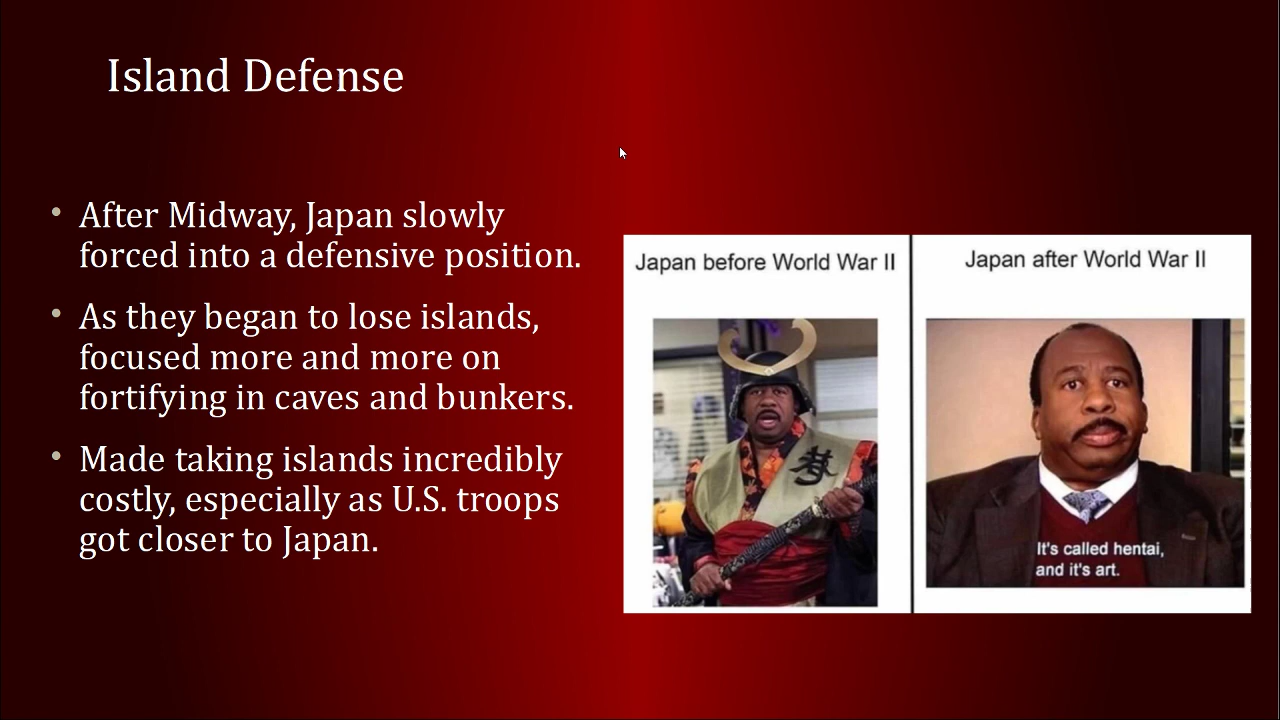 Island Defense
After Midway, Japan slowly
forced into a defensive position.
As they began to lose islands,
focused more and more on
fortifying in caves and bunkers.
Made taking islands incredibly
costly, especially as U.S. troops
got closer to Japan.
Japan before World War II
Japan after World War II
巷
It's called hentai,
and it's art.